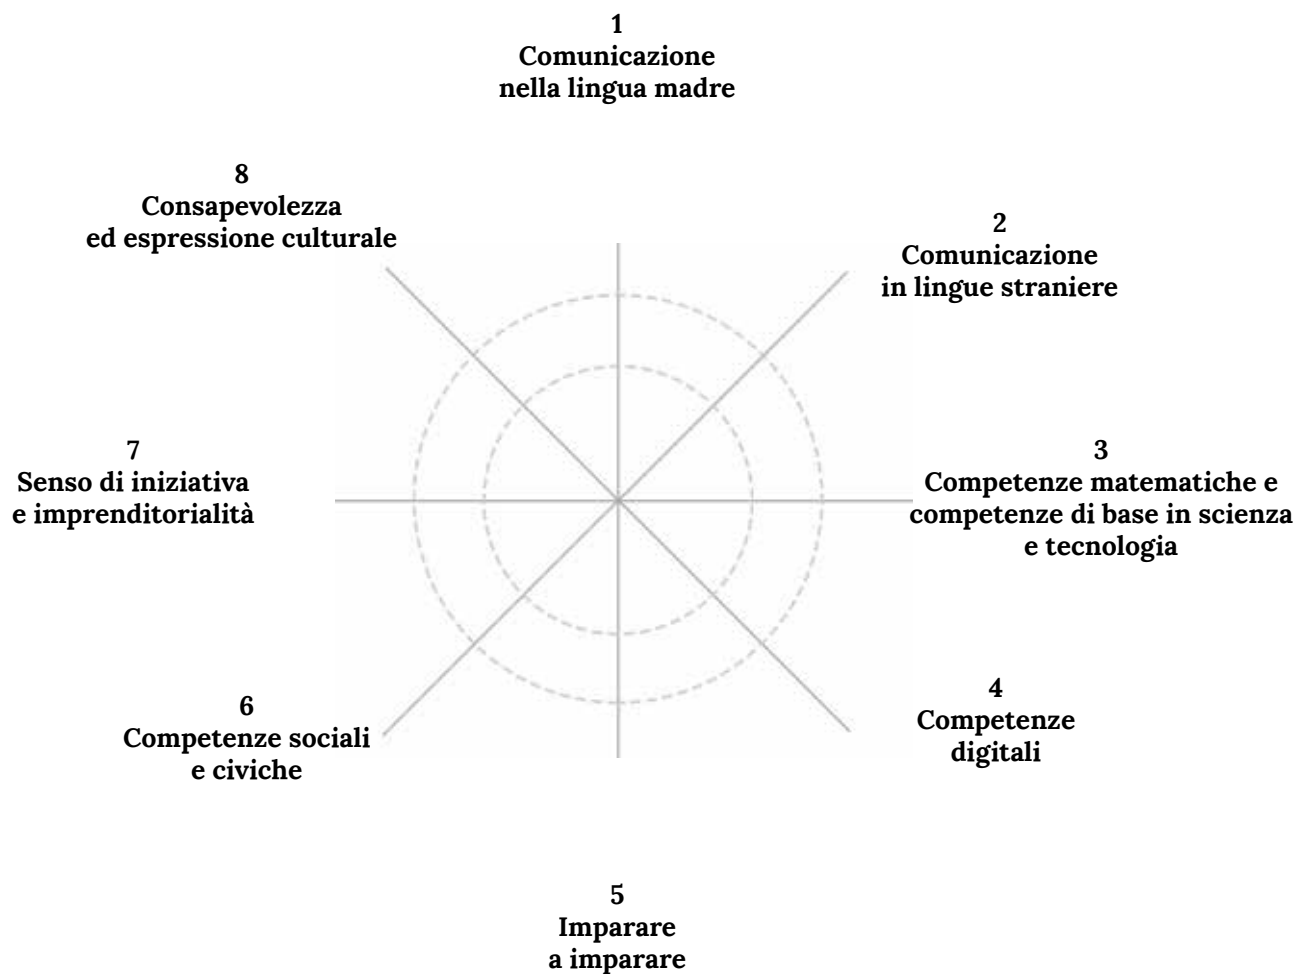 1
Comunicazione
nella lingua madre
2
Comunicazione
in lingue straniere
3
Competenze matematiche e
competenze di base in scienza
e tecnologia
4
Competenze
digitali
5
Imparare
a imparare
6
Competenze sociali
e civiche
7
Senso di iniziativa
e imprenditorialità
8
Consapevolezza
ed espressione culturale